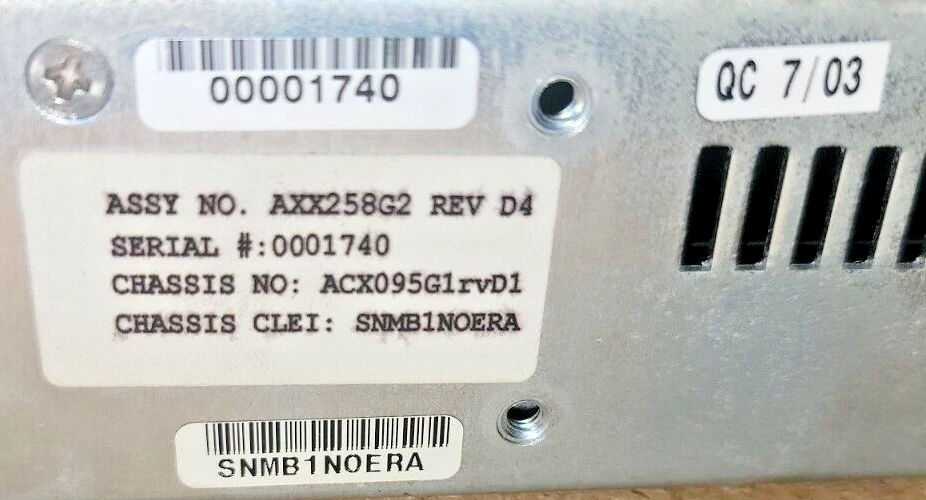 00001740
QC 7/03
ASSY NO. AXX258G2 REV D4
SERIAL #:0001740
CHASSIS NO: ACX095G1rvD1
CHASSIS CLEI: SNMB1NOERA
SNMB1NOERA